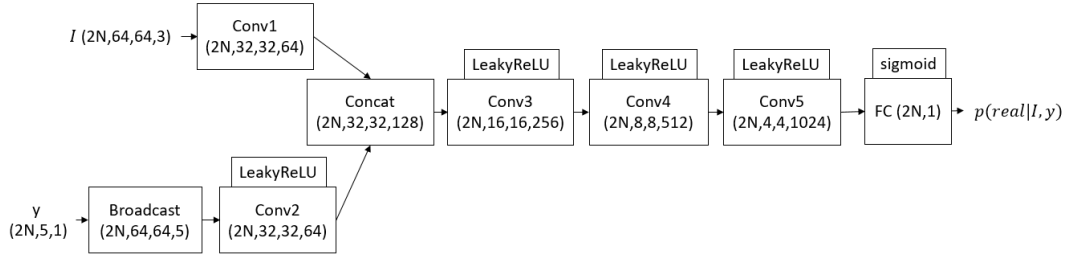 I (2N,64,64,3)
Conv1
(2N,32,32,64)
Concat
(2N,32,32,128)
LeakyReLU
Conv3
(2N,16,16,256)
LeakyReLU
Conv4
(2N,8,8,512)
LeakyReLU
Conv5
(2N,4,4,1024)
sigmoid
FC (2N,1)
p(real|I, y)
y
(2N,5,1)
Broadcast
(2N,64,64,5)
LeakyReLU
Conv2
(2N,32,32,64)